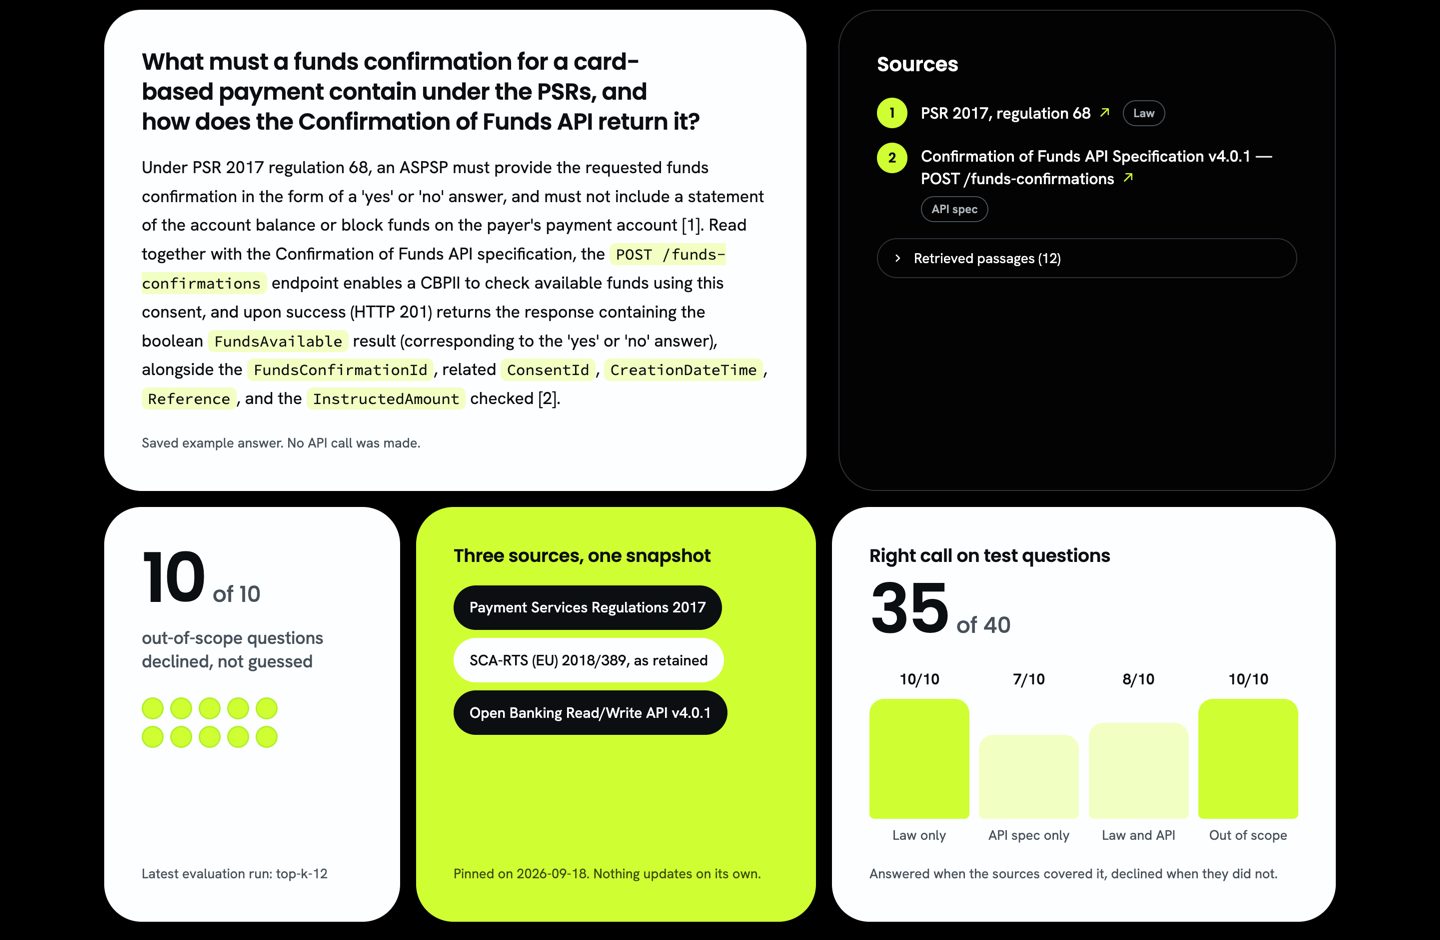 What must a funds confirmation for a card-
based payment contain under the PSRs, and
how does the Confirmation of Funds API return it?
Under PSR 2017 regulation 68, an ASPSP must provide the requested funds
confirmation in the form of a 'yes' or 'no' answer, and must not include a statement
of the account balance or block funds on the payer's payment account [1]. Read
together with the Confirmation of Funds API specification, the POST /funds-
confirmations endpoint enables a CBPII to check available funds using this
consent, and upon success (HTTP 201) returns the response containing the
boolean FundsAvailable result (corresponding to the 'yes' or 'no' answer),
alongside the FundsConfirmationId, related ConsentId, CreationDateTime,
Reference, and the InstructedAmount checked [2].
Saved example answer. No API call was made.
Sources
1 PSR 2017, regulation 68 ↗ Law
2 Confirmation of Funds API Specification v4.0.1 —
POST /funds-confirmations ↗
API spec
› Retrieved passages (12)
10 of 10
out-of-scope questions
declined, not guessed
Latest evaluation run: top-k-12
Three sources, one snapshot
Payment Services Regulations 2017
SCA-RTS (EU) 2018/389, as retained
Open Banking Read/Write API v4.0.1
Pinned on 2026-09-18. Nothing updates on its own.
Right call on test questions
35 of 40
10/10 7/10 8/10 10/10
Law only API spec only Law and API Out of scope
Answered when the sources covered it, declined when they did not.